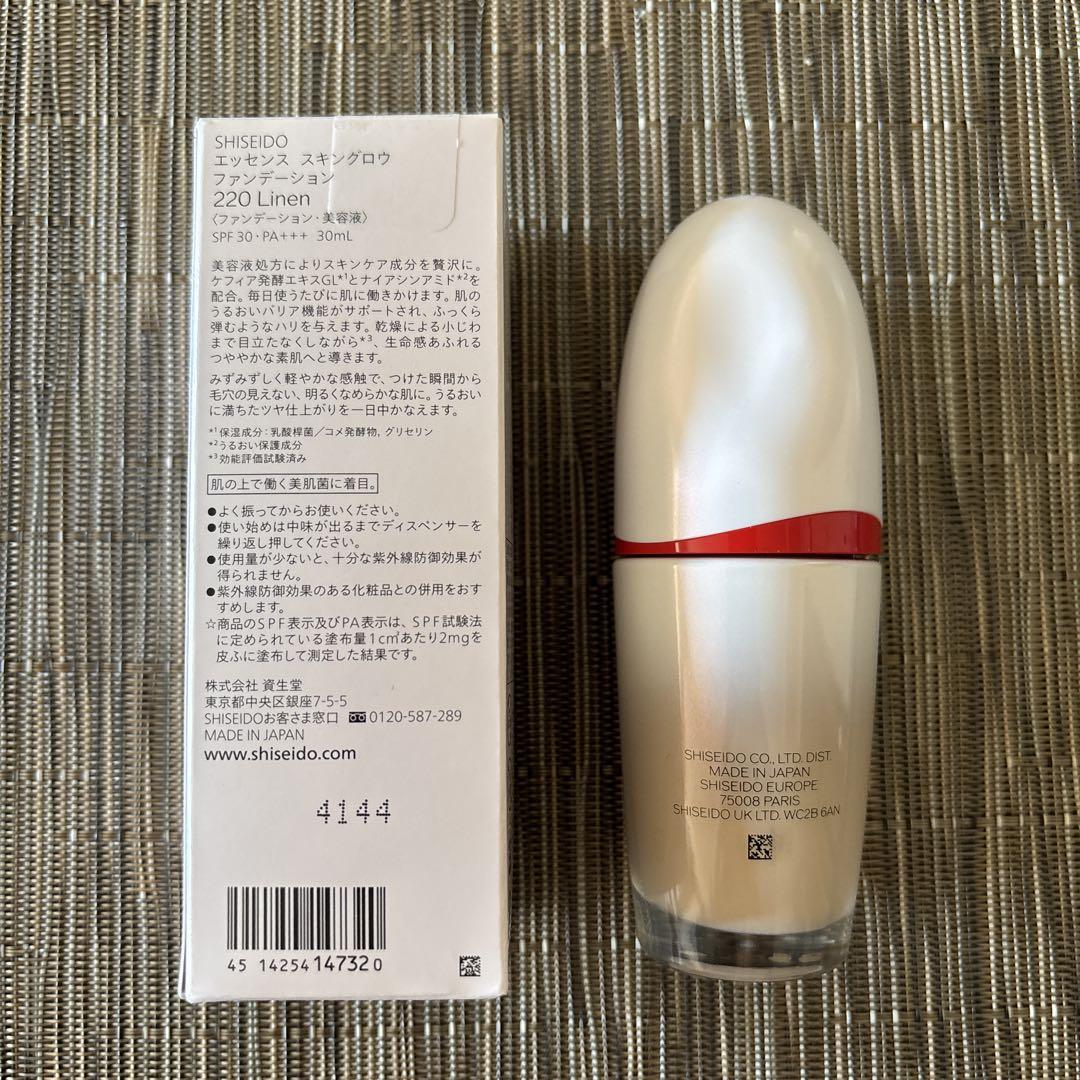 SHISEIDO
エッセンス スキングロウ
ファンデーション
220 Linen
〈ファンデーション・美容液〉
SPF 30・PA+++ 30mL
美容液処方によりスキンケア成分を贅沢に。
ケフィア発酵エキスGL*1とナイアシンアミド*2を
配合。毎日使うたびに肌に働きかけます。肌の
うるおいバリア機能がサポートされ、ふっくら
弾むようなハリを与えます。乾燥による小じわ
まで目立たなくしながら*3、生命感あふれる
つややかな素肌へと導きます。
みずみずしく軽やかな感触で、つけた瞬間から
毛穴の見えない、明るくなめらかな肌に。うるおい
に満ちたツヤ仕上がりを一日中かなえます。
*1 保湿成分：乳酸桿菌／コメ発酵物, グリセリン
*2 うるおい保護成分
*3 効能評価試験済み
肌の上で働く美肌菌に着目。
●よく振ってからお使いください。
●使い始めは中味が出るまでディスペンサーを
繰り返し押してください。
●使用量が少ないと、十分な紫外線防御効果が
得られません。
●紫外線防御効果のある化粧品との併用をおす
すめします。
☆商品のSPF表示及びPA表示は、SPF試験法
に定められている塗布量1c㎡あたり2mgを
皮ふに塗布して測定した結果です。
株式会社 資生堂
東京都中央区銀座7-5-5
SHISEIDOお客さま窓口 0120-587-289
MADE IN JAPAN
www.shiseido.com
4144
45 14254 14732 0
SHISEIDO CO., LTD. DIST.
MADE IN JAPAN
SHISEIDO EUROPE
75008 PARIS
SHISEIDO UK LTD. WC2B 6AN